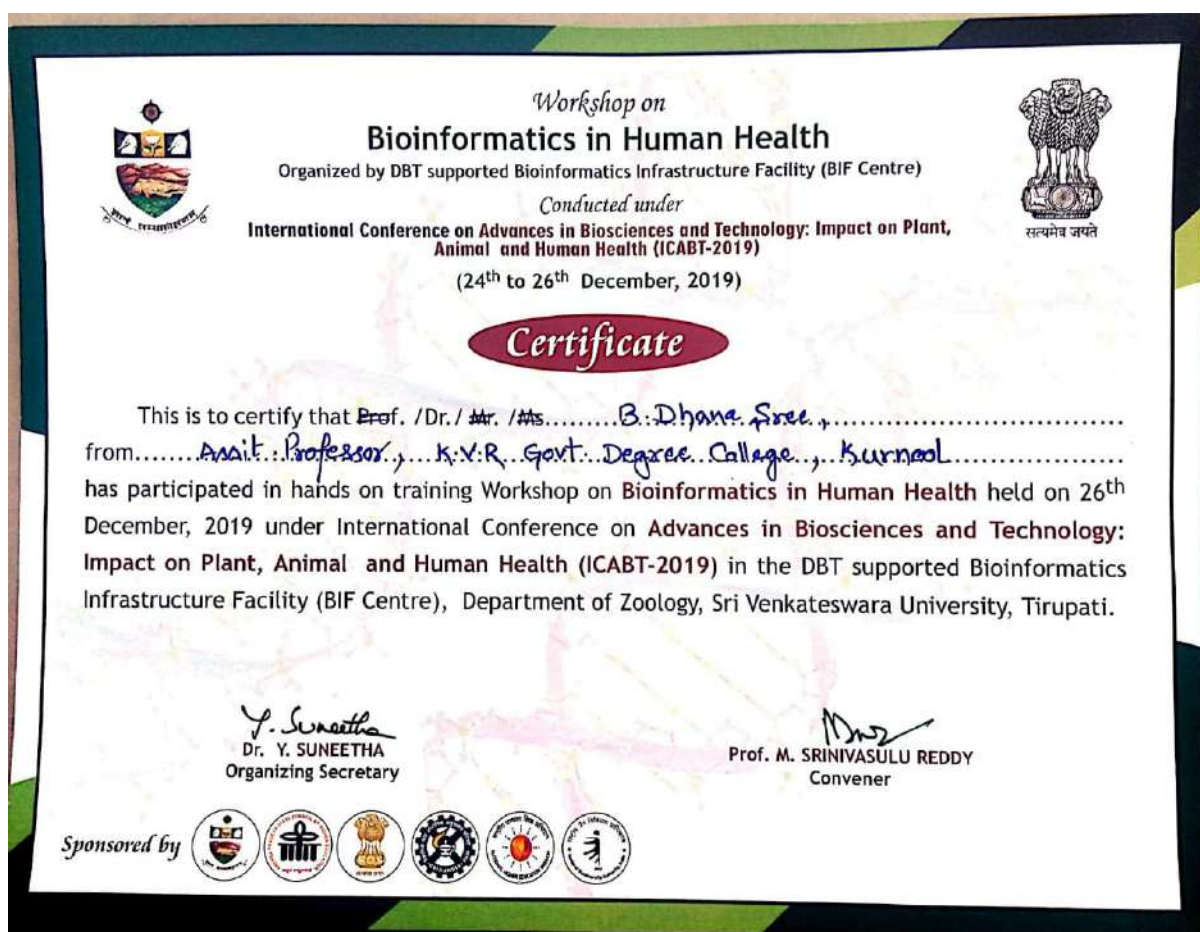 Workshop on
Bioinformatics in Human Health
Organized by DBT supported Bioinformatics Infrastructure Facility (BIF Centre)
Conducted under
International Conference on Advances in Biosciences and Technology: Impact on Plant,
Animal and Human Health (ICABT-2019)
(24th to 26th December, 2019)
सत्यमेव जयते
Certificate
This is to certify that Prof. /Dr./ Mr. /Ms.........B. Dhana Sree,..............................
from.......Assit. Professor, K.V.R. Govt. Degree College, Kurnool....................
has participated in hands on training Workshop on Bioinformatics in Human Health held on 26th
December, 2019 under International Conference on Advances in Biosciences and Technology:
Impact on Plant, Animal and Human Health (ICABT-2019) in the DBT supported Bioinformatics
Infrastructure Facility (BIF Centre), Department of Zoology, Sri Venkateswara University, Tirupati.
Y. Suneetha
Dr. Y. SUNEETHA
Organizing Secretary
Prof. M. SRINIVASULU REDDY
Convener
Sponsored by